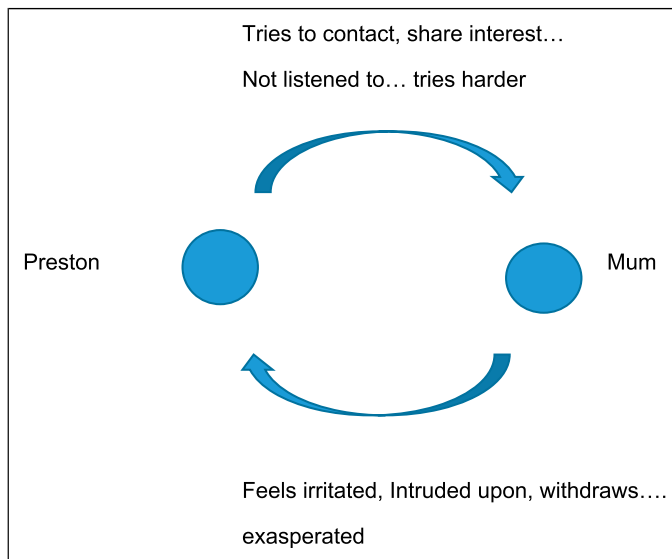 Tries to contact, share interest…
Not listened to… tries harder
Preston
Mum
Feels irritated, Intruded upon, withdraws….
exasperated